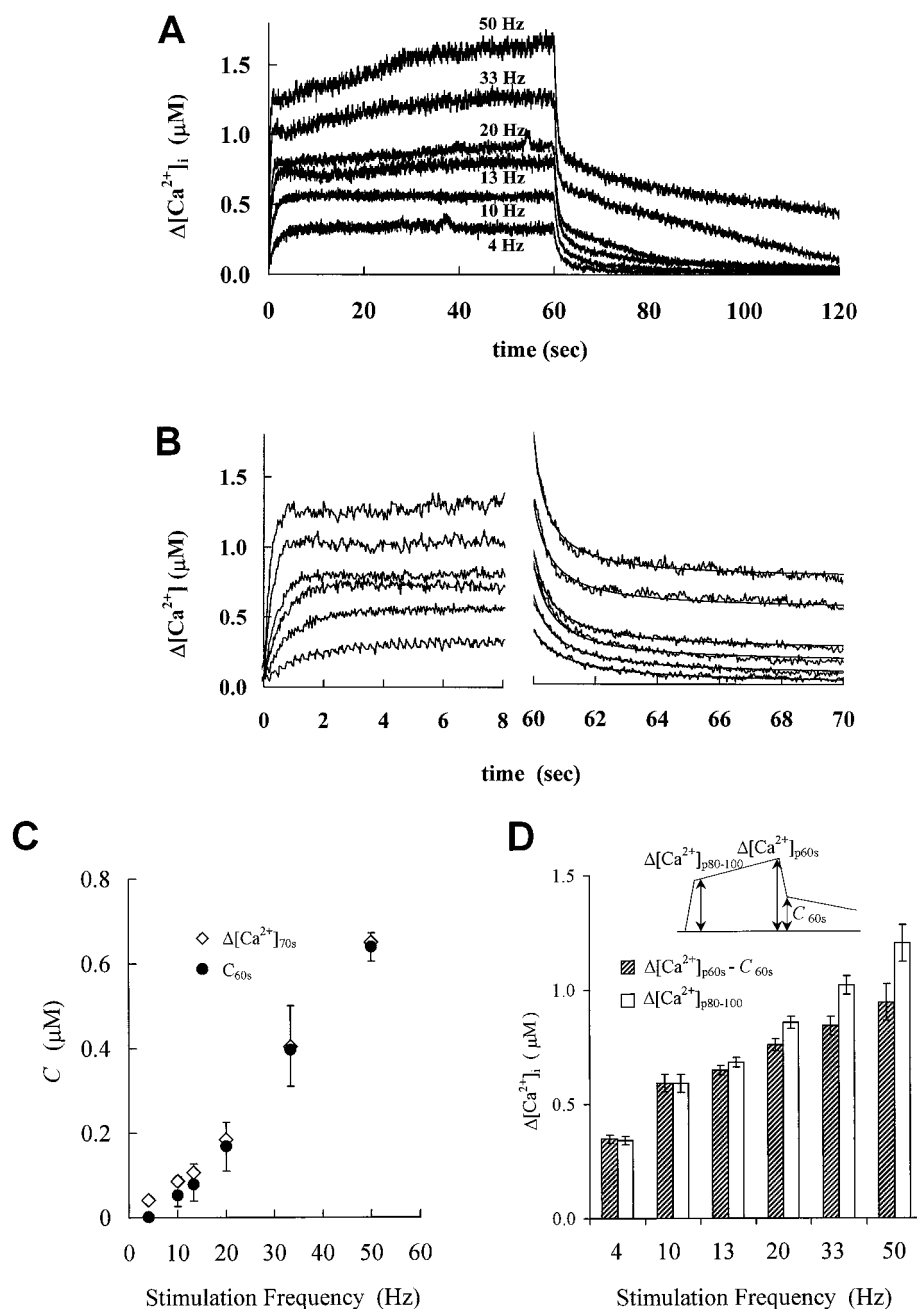 A
Δ[Ca²⁺]ᵢ (μM)
1.5
1.0
0.5
0.0
50 Hz
33 Hz
20 Hz
13 Hz
10 Hz
4 Hz
0 20 40 60 80 100 120
time (sec)
B
Δ[Ca²⁺] (μM)
1.5
1.0
0.5
0.0
0 2 4 6 8 60 62 64 66 68 70
time (sec)
C
C (μM)
0.8
0.6
0.4
0.2
0
◇ Δ[Ca²⁺]70s
● C60s
0 10 20 30 40 50 60
Stimulation Frequency (Hz)
D
Δ[Ca²⁺]ᵢ (μM)
1.5
1.0
0.5
0.0
Δ[Ca²⁺]p80-100
Δ[Ca²⁺]p60s
C 60s
Δ[Ca²⁺]p60s - C 60s
Δ[Ca²⁺]p80-100
4 10 13 20 33 50
Stimulation Frequency (Hz)